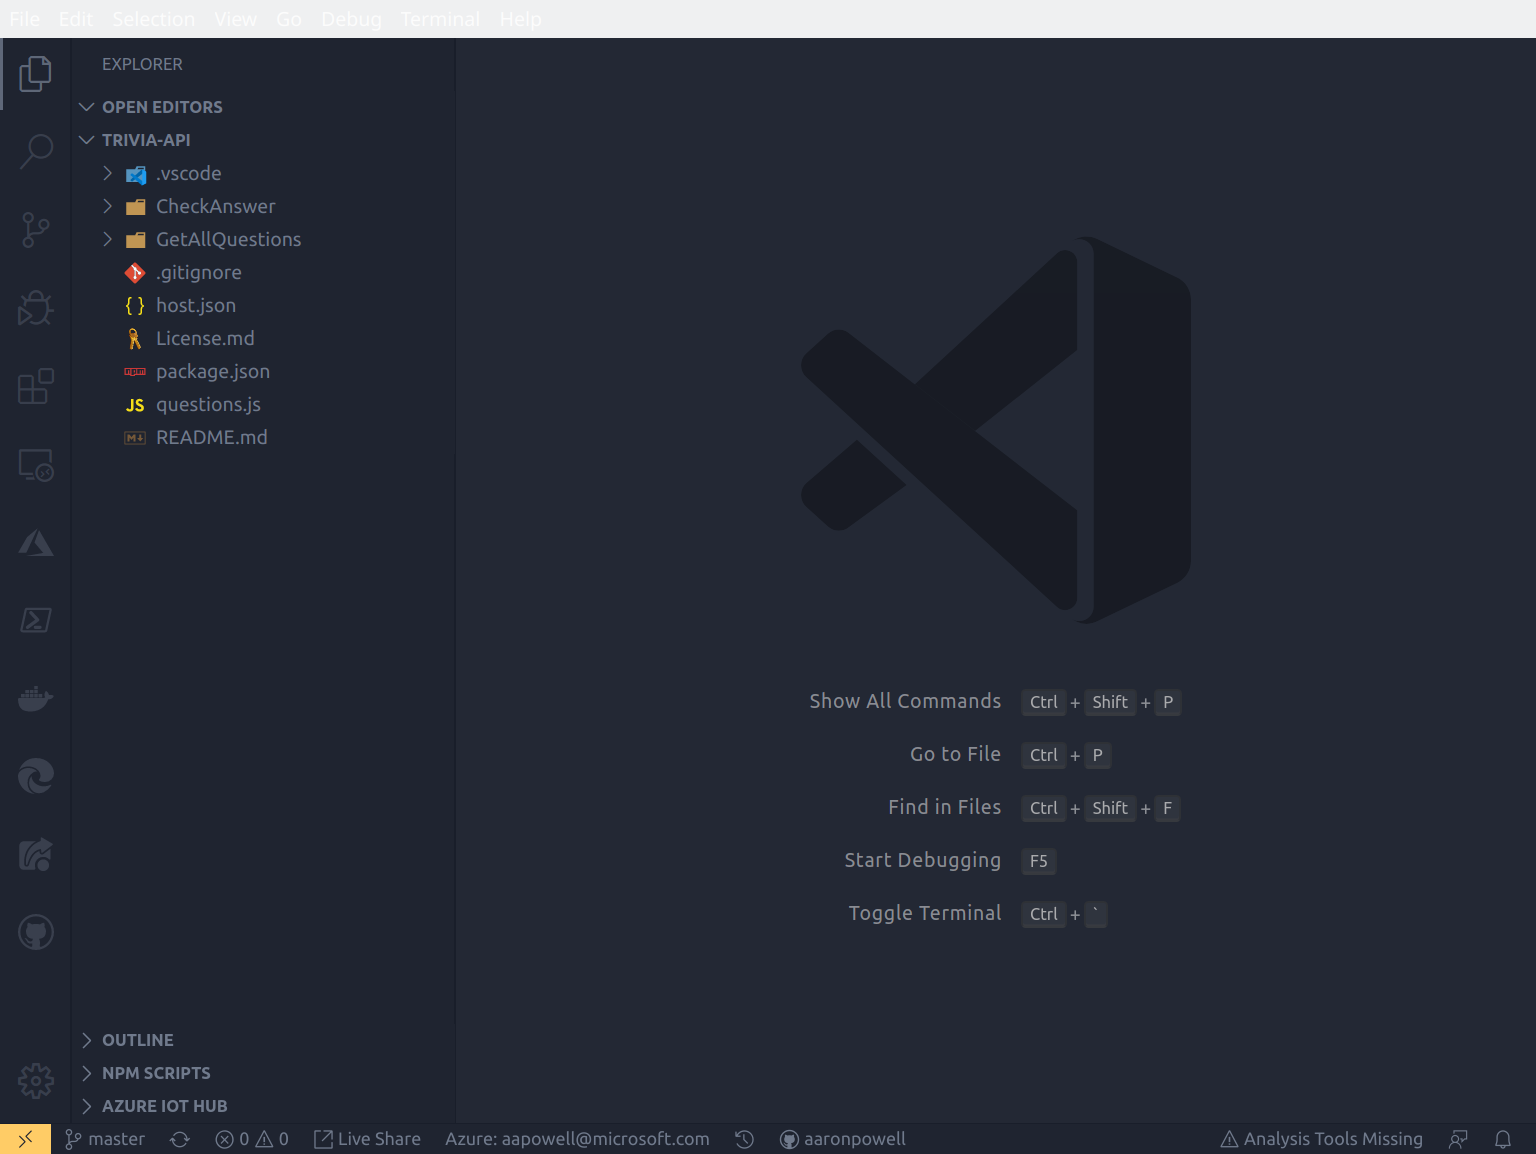 File Edit Selection View Go Debug Terminal Help
EXPLORER
OPEN EDITORS
TRIVIA-API
.vscode
CheckAnswer
GetAllQuestions
.gitignore
{ } host.json
License.md
package.json
JS questions.js
M README.md
Show All Commands Ctrl + Shift + P
Go to File Ctrl + P
Find in Files Ctrl + Shift + F
Start Debugging F5
Toggle Terminal Ctrl + `
OUTLINE
NPM SCRIPTS
AZURE IOT HUB
master 0 0 Live Share Azure: aapowell@microsoft.com aaronpowell Analysis Tools Missing